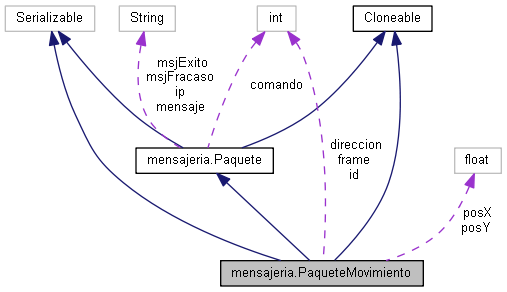 Serializable
String
int
Cloneable
msjExito
msjFracaso
ip
mensaje
comando
mensajeria.Paquete
direccion
frame
id
float
posX
posY
mensajeria.PaqueteMovimiento